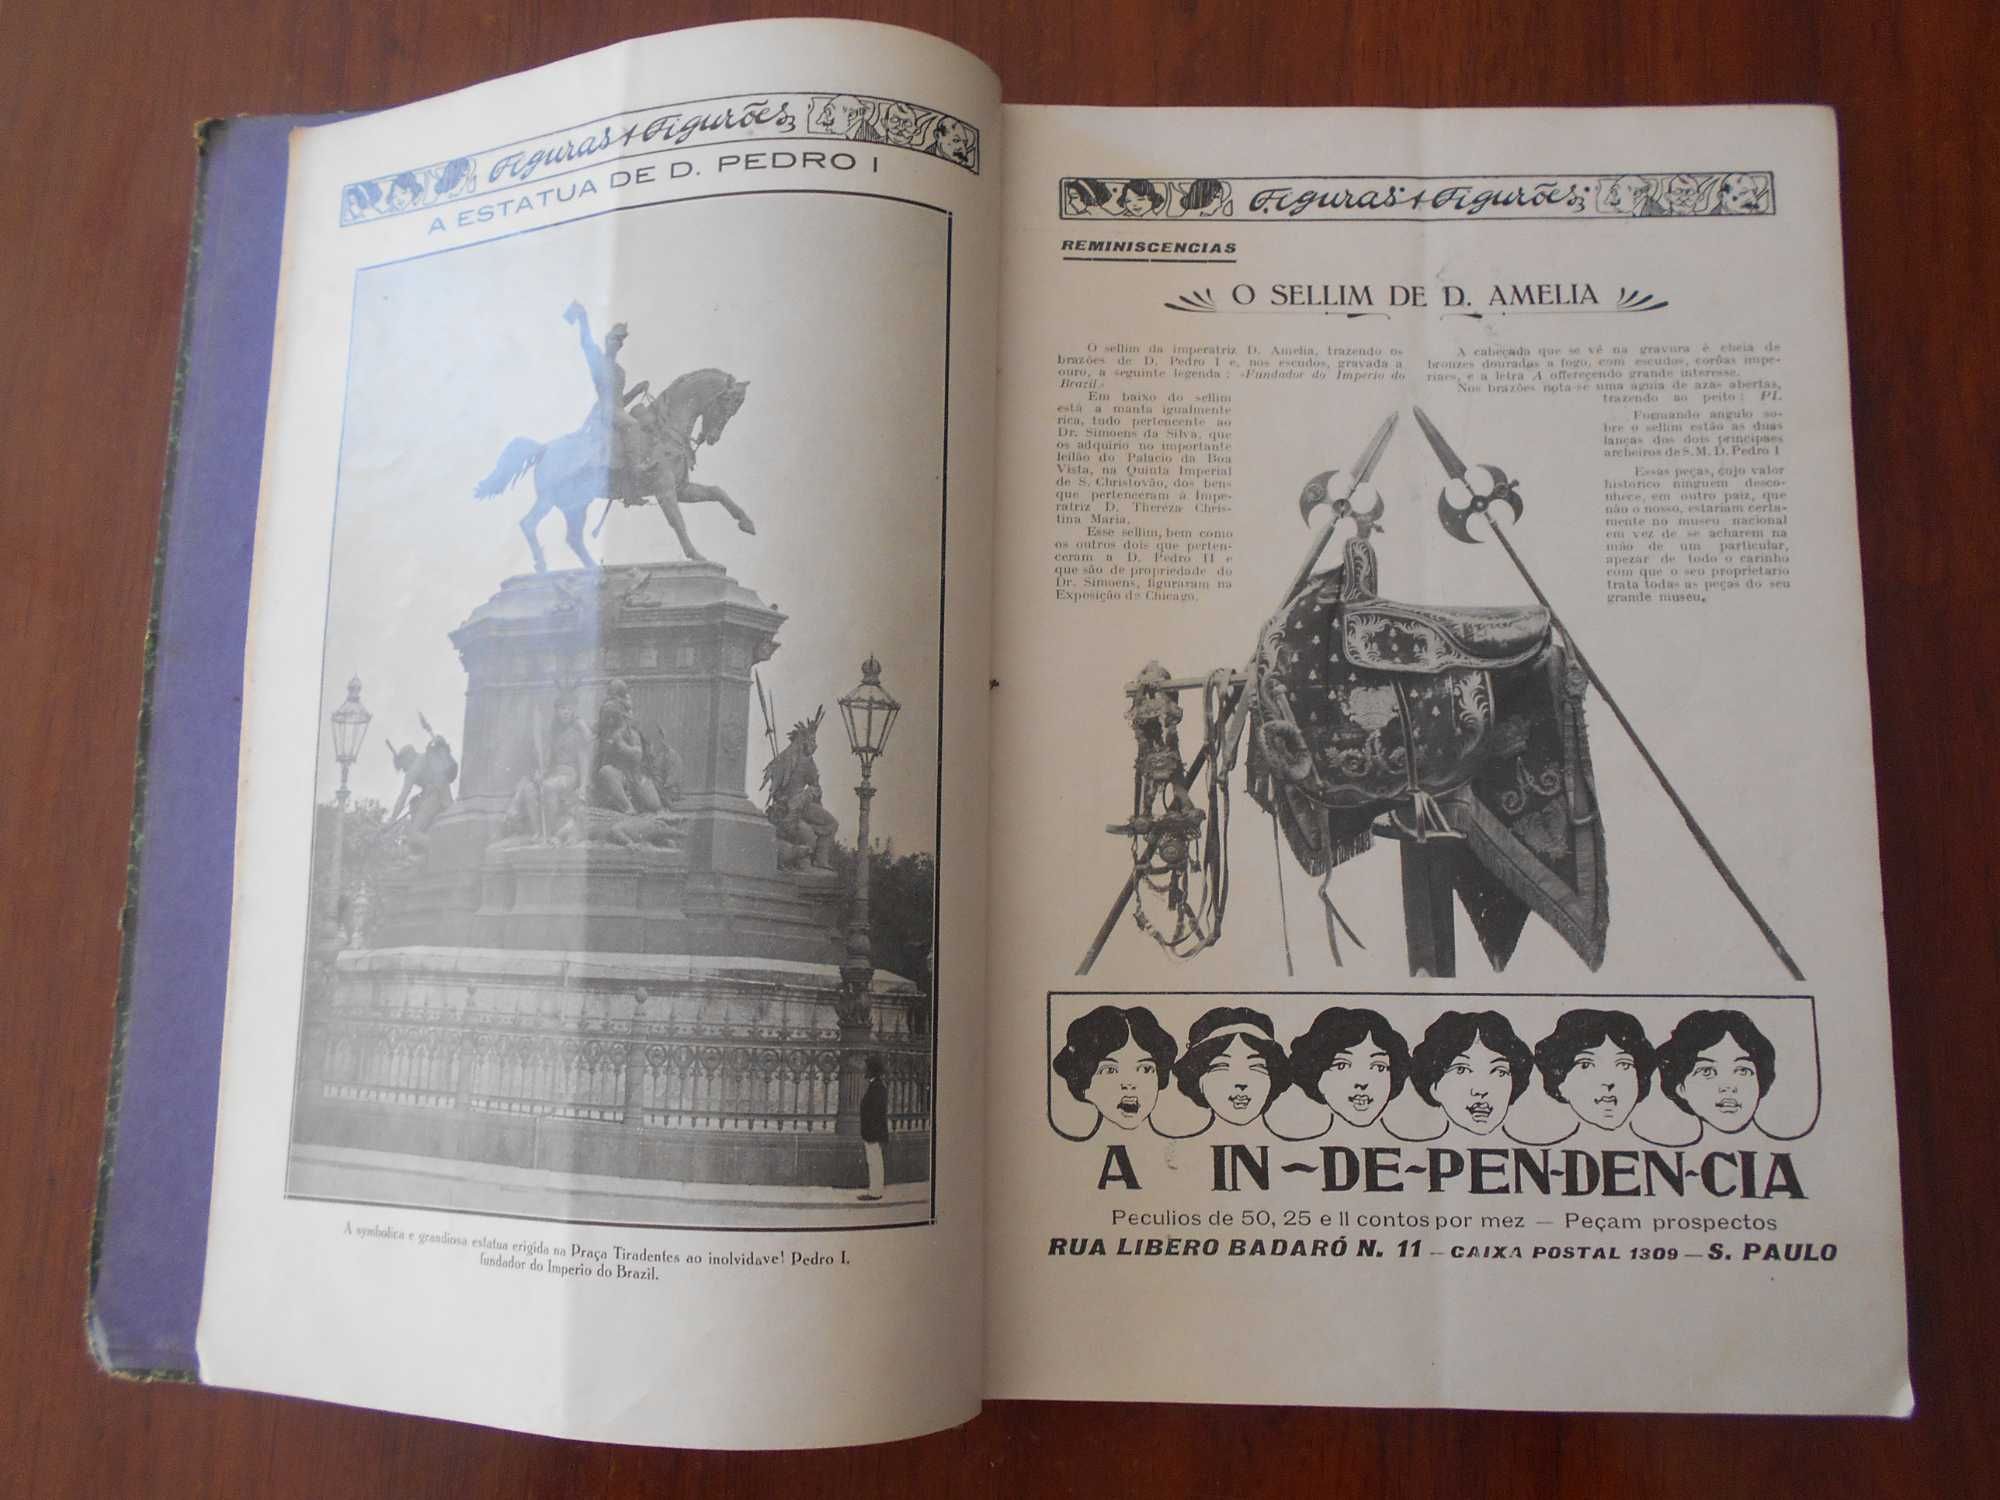 Figuras + Figurões
A ESTATUA DE D. PEDRO I
A symbolica e grandiosa estatua erigida na Praça Tiradentes ao inolvidavel Pedro I,
fundador do Imperio do Brazil.
Figuras + Figurões
REMINISCENCIAS
O SELLIM DE D. AMELIA
O sellim da imperatriz D. Amelia, trazendo os
brazões de D. Pedro I e, nos escudos, gravada a
ouro, a seguinte legenda: «Fundador do Imperio do
Brazil.»
Em baixo do sellim
está a manta igualmente
rica, tudo pertencente ao
Dr. Simoens da Silva, que
os adquirio no importante
leilão do Palacio da Boa
Vista, na Quinta Imperial
de S. Christovão, dos bens
que pertenceram á Impe-
ratriz D. Thereza Chris-
tina Maria.
Esse sellim, bem como
os outros dois que perten-
ceram a D. Pedro II e
que são de propriedade do
Dr. Simoens, figuraram na
Exposição de Chicago.
A cabeçada que se vê na gravura é cheia de
bronzes dourados a fogo, com escudos, corôas impe-
riaes, e a letra A offereçendo grande interesse.
Nos brazões nota-se uma aguia de azas abertas,
trazendo ao peito: PI.
Formando angulo so-
bre o sellim estão as duas
lanças dos dois principaes
archeiros de S. M. D. Pedro I
Essas peças, cujo valor
historico ninguem desco-
nhece, em outro paiz, que
não o nosso, estariam certa-
mente no museu nacional
em vez de se acharem na
mão de um particular,
apezar de todo o carinho
com que o seu proprietario
trata todas as peças do seu
grande museu.
A IN-DE-PEN-DEN-CIA
Peculios de 50, 25 e 11 contos por mez — Peçam prospectos
RUA LIBERO BADARÓ N. 11 — CAIXA POSTAL 1309 — S. PAULO